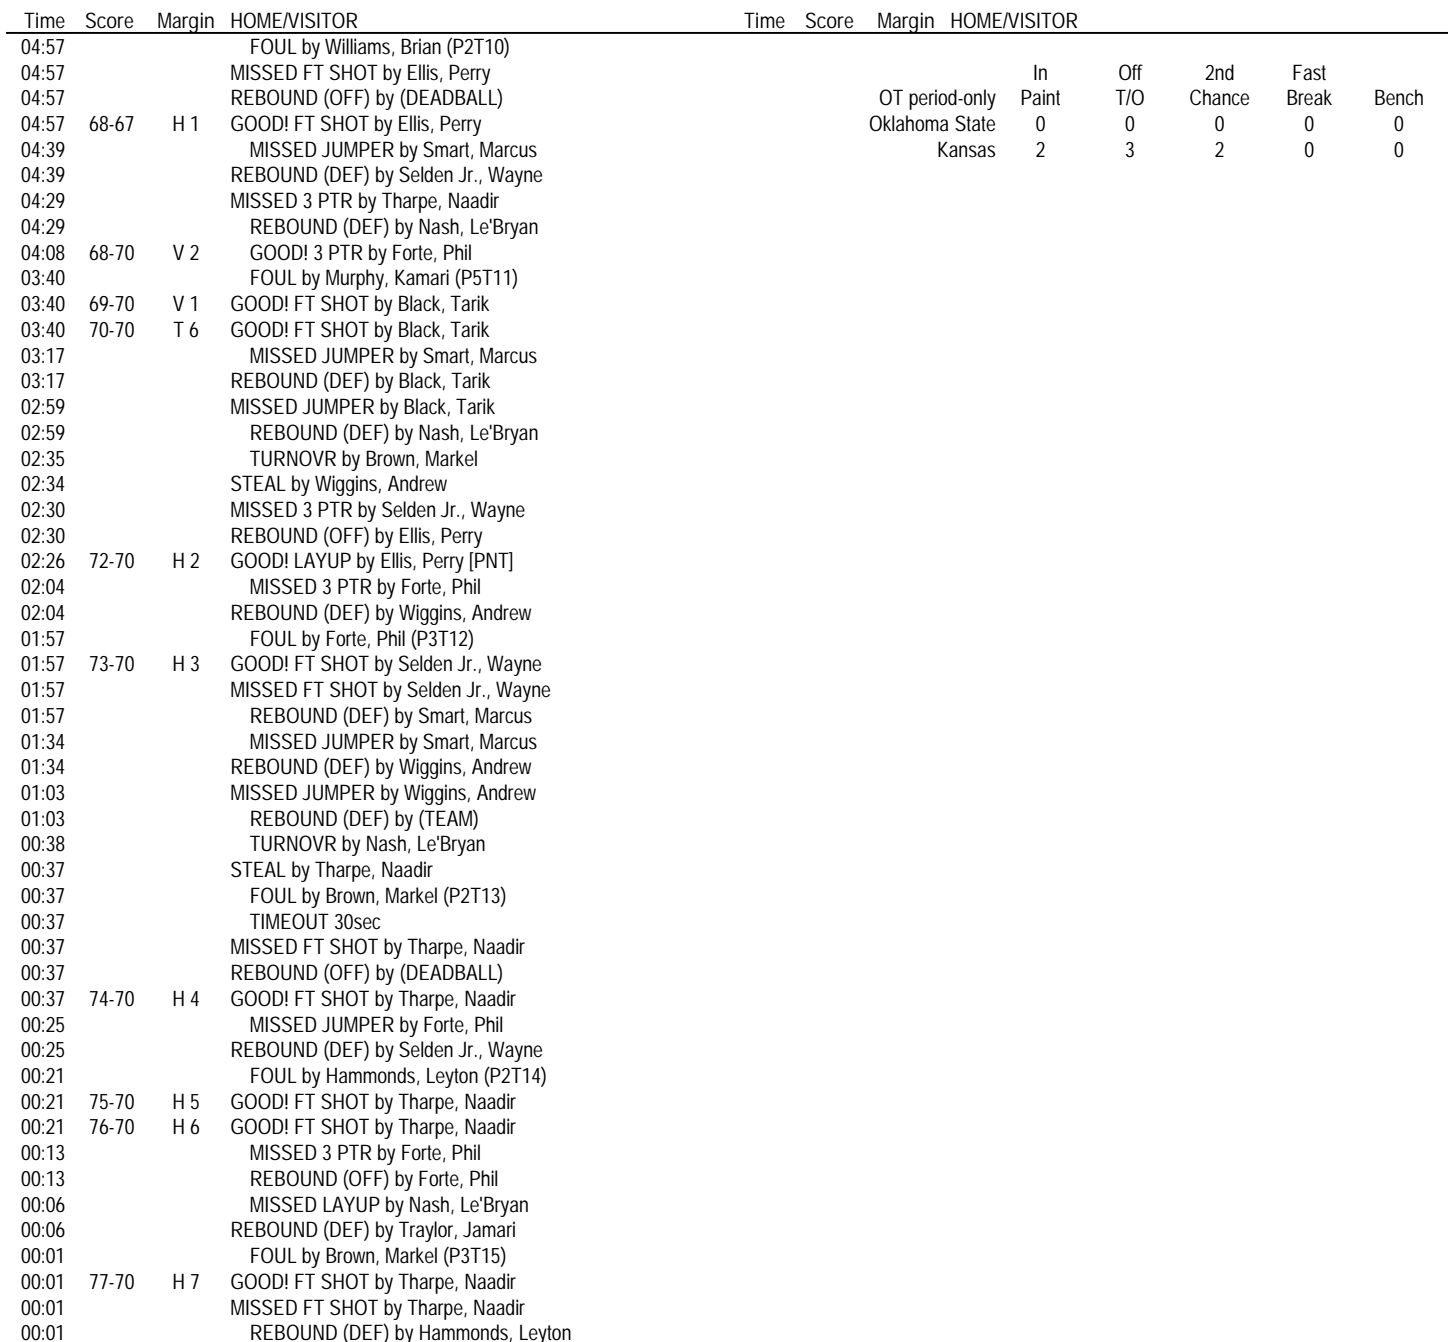 Time Score Margin HOME/VISITOR
04:57 FOUL by Williams, Brian (P2T10)
04:57 MISSED FT SHOT by Ellis, Perry
04:57 REBOUND (OFF) by (DEADBALL)
04:57 68-67 H 1 GOOD! FT SHOT by Ellis, Perry
04:39 MISSED JUMPER by Smart, Marcus
04:39 REBOUND (DEF) by Selden Jr., Wayne
04:29 MISSED 3 PTR by Tharpe, Naadir
04:29 REBOUND (DEF) by Nash, Le'Bryan
04:08 68-70 V 2 GOOD! 3 PTR by Forte, Phil
03:40 FOUL by Murphy, Kamari (P5T11)
03:40 69-70 V 1 GOOD! FT SHOT by Black, Tarik
03:40 70-70 T 6 GOOD! FT SHOT by Black, Tarik
03:17 MISSED JUMPER by Smart, Marcus
03:17 REBOUND (DEF) by Black, Tarik
02:59 MISSED JUMPER by Black, Tarik
02:59 REBOUND (DEF) by Nash, Le'Bryan
02:35 TURNOVR by Brown, Markel
02:34 STEAL by Wiggins, Andrew
02:30 MISSED 3 PTR by Selden Jr., Wayne
02:30 REBOUND (OFF) by Ellis, Perry
02:26 72-70 H 2 GOOD! LAYUP by Ellis, Perry [PNT]
02:04 MISSED 3 PTR by Forte, Phil
02:04 REBOUND (DEF) by Wiggins, Andrew
01:57 FOUL by Forte, Phil (P3T12)
01:57 73-70 H 3 GOOD! FT SHOT by Selden Jr., Wayne
01:57 MISSED FT SHOT by Selden Jr., Wayne
01:57 REBOUND (DEF) by Smart, Marcus
01:34 MISSED JUMPER by Smart, Marcus
01:34 REBOUND (DEF) by Wiggins, Andrew
01:03 MISSED JUMPER by Wiggins, Andrew
01:03 REBOUND (DEF) by (TEAM)
00:38 TURNOVR by Nash, Le'Bryan
00:37 STEAL by Tharpe, Naadir
00:37 FOUL by Brown, Markel (P2T13)
00:37 TIMEOUT 30sec
00:37 MISSED FT SHOT by Tharpe, Naadir
00:37 REBOUND (OFF) by (DEADBALL)
00:37 74-70 H 4 GOOD! FT SHOT by Tharpe, Naadir
00:25 MISSED JUMPER by Forte, Phil
00:25 REBOUND (DEF) by Selden Jr., Wayne
00:21 FOUL by Hammonds, Leyton (P2T14)
00:21 75-70 H 5 GOOD! FT SHOT by Tharpe, Naadir
00:21 76-70 H 6 GOOD! FT SHOT by Tharpe, Naadir
00:13 MISSED 3 PTR by Forte, Phil
00:13 REBOUND (OFF) by Forte, Phil
00:06 MISSED LAYUP by Nash, Le'Bryan
00:06 REBOUND (DEF) by Traylor, Jamari
00:01 FOUL by Brown, Markel (P3T15)
00:01 77-70 H 7 GOOD! FT SHOT by Tharpe, Naadir
00:01 MISSED FT SHOT by Tharpe, Naadir
00:01 REBOUND (DEF) by Hammonds, Leyton
Time Score Margin HOME/VISITOR
In Off 2nd Fast
OT period-only Paint T/O Chance Break Bench
Oklahoma State 0 0 0 0 0
Kansas 2 3 2 0 0